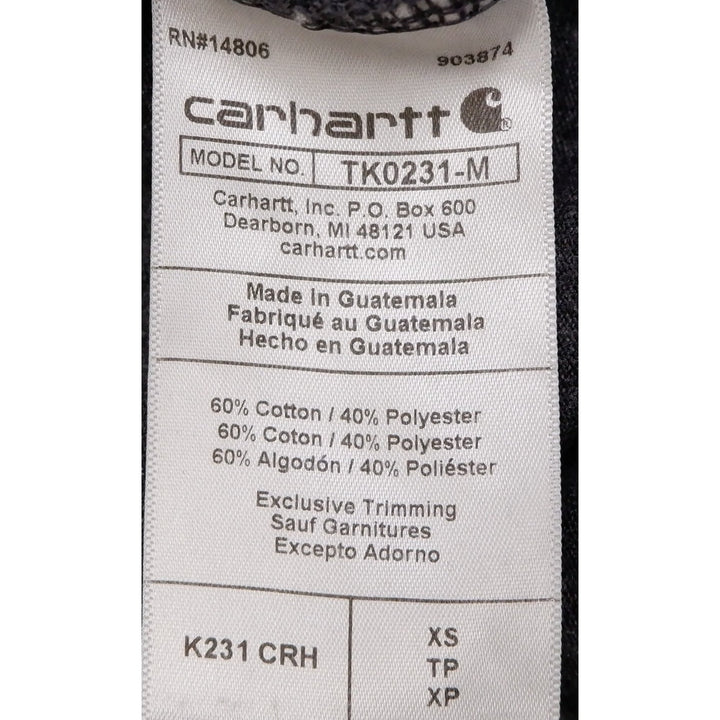 RN#14806 903874
carhartt
MODEL NO. TK0231-M
Carhartt, Inc. P.O. Box 600
Dearborn, MI 48121 USA
carhartt.com
Made in Guatemala
Fabriqué au Guatemala
Hecho en Guatemala
60% Cotton / 40% Polyester
60% Coton / 40% Polyester
60% Algodón / 40% Poliéster
Exclusive Trimming
Sauf Garnitures
Excepto Adorno
K231 CRH
XS
TP
XP